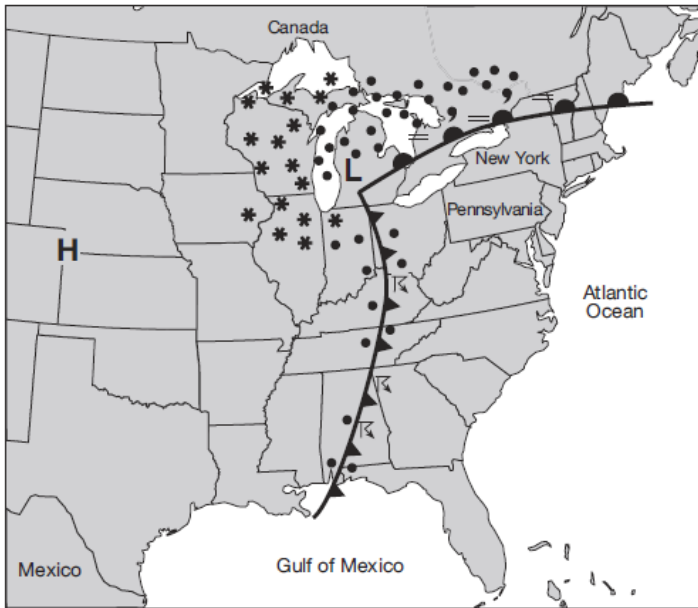 Canada
L
New York
Pennsylvania
H
Atlantic
Ocean
Mexico
Gulf of Mexico